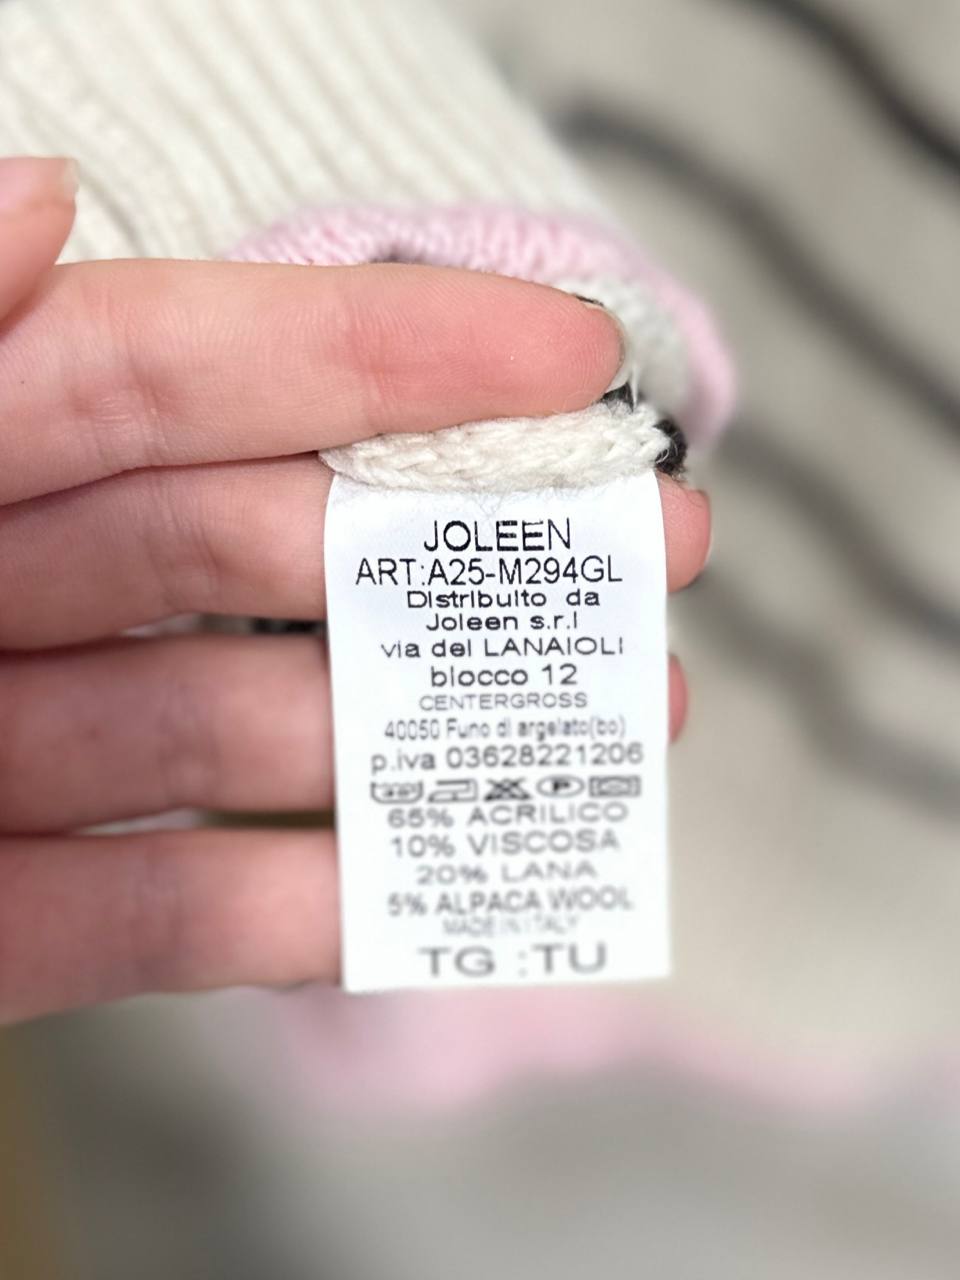 JOLEEN
ART:A25-M294GL
Distribuito da
Joleen s.r.l
via dei LANAIOLI
blocco 12
CENTERGROSS
40050 Funo di argelato(bo)
p.iva 03628221206
P
65% ACRILICO
10% VISCOSA
20% LANA
5% ALPACA WOOL
MADE IN ITALY
TG :TU